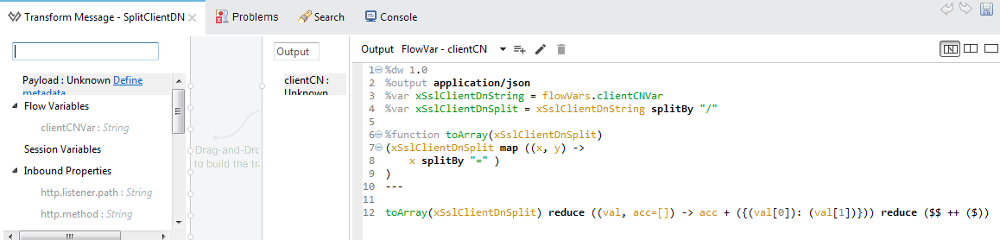 Transform Message - SplitClientDN
Problems
Search
Console
Output
Output FlowVar - clientCN
Payload : Unknown Define
metadata
Flow Variables
clientCNVar : String
Session Variables
Inbound Properties
http.listener.path : String
http.method : String
Drag-and-Dro
to build the tra
clientCN :
Unknown
1 %dw 1.0
2 %output application/json
3 %var xSslClientDnString = flowVars.clientCNVar
4 %var xSslClientDnSplit = xSslClientDnString splitBy "/"
5
6 %function toArray(xSslClientDnSplit)
7 (xSslClientDnSplit map ((x, y) ->
8 x splitBy "=" )
9 )
10 ---
11
12 toArray(xSslClientDnSplit) reduce ((val, acc=[]) -> acc + ({(val[0]): (val[1])})) reduce ($$ ++ ($))